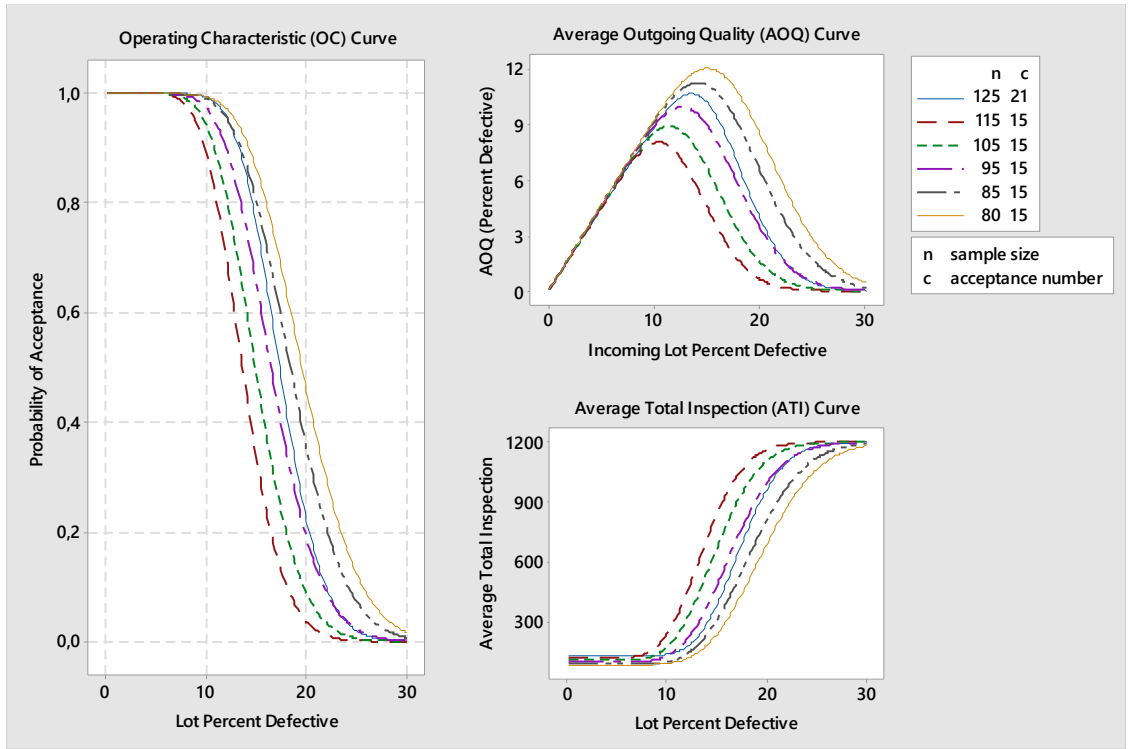 Operating Characteristic (OC) Curve
1,0
0,8
0,6
0,4
0,2
0,0
Probability of Acceptance
0 10 20 30
Lot Percent Defective
Average Outgoing Quality (AOQ) Curve
12
9
6
3
0
AOQ (Percent Defective)
0 10 20 30
Incoming Lot Percent Defective
Average Total Inspection (ATI) Curve
1200
900
600
300
Average Total Inspection
0 10 20 30
Lot Percent Defective
n c
125 21
115 15
105 15
95 15
85 15
80 15
n sample size
c acceptance number